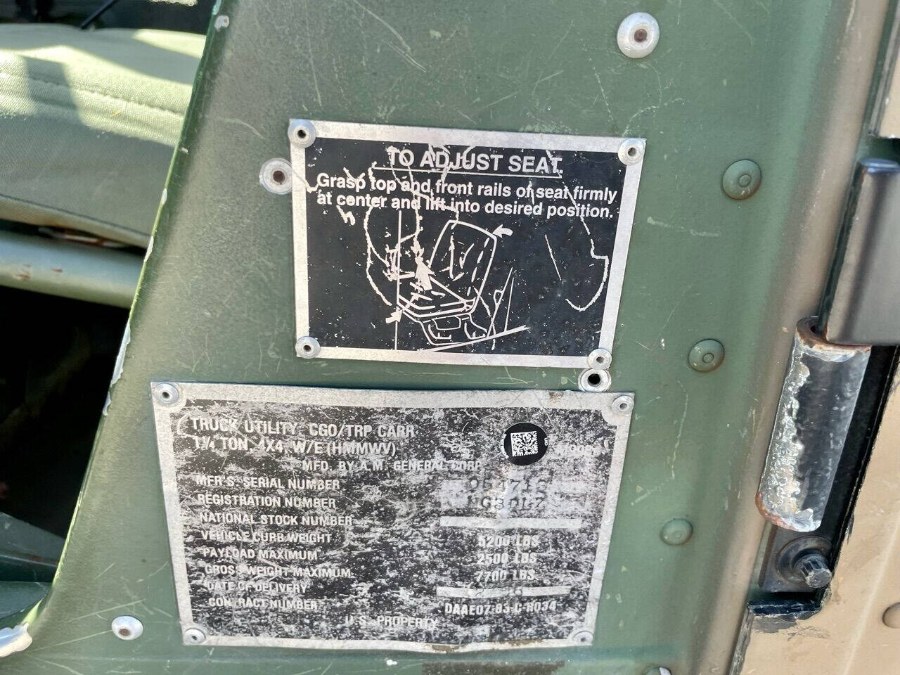 TO ADJUST SEAT
Grasp top and front rails of seat firmly
at center and lift into desired position.
TRUCK UTILITY, CGO/TRP CARR
1¼ TON, 4X4, W/E (HMMWV)
MFD. BY A.M. GENERAL CORP
MFR'S. SERIAL NUMBER
REGISTRATION NUMBER
NATIONAL STOCK NUMBER
VEHICLE CURB WEIGHT 5200 LBS
PAYLOAD MAXIMUM 2500 LBS
GROSS WEIGHT MAXIMUM 7700 LBS
DATE OF DELIVERY
CONTRACT NUMBER DAAE07-83-C-R034
U.S. PROPERTY